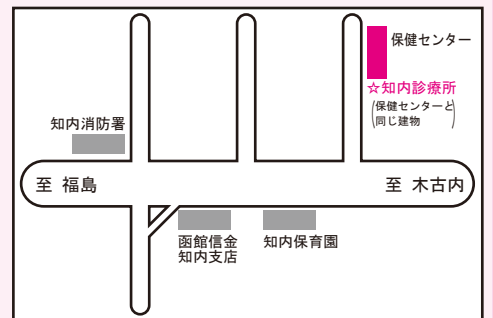 保健センター
☆知内診療所
(保健センターと
同じ建物)
知内消防署
至 福島
至 木古内
函館信金
知内支店
知内保育園